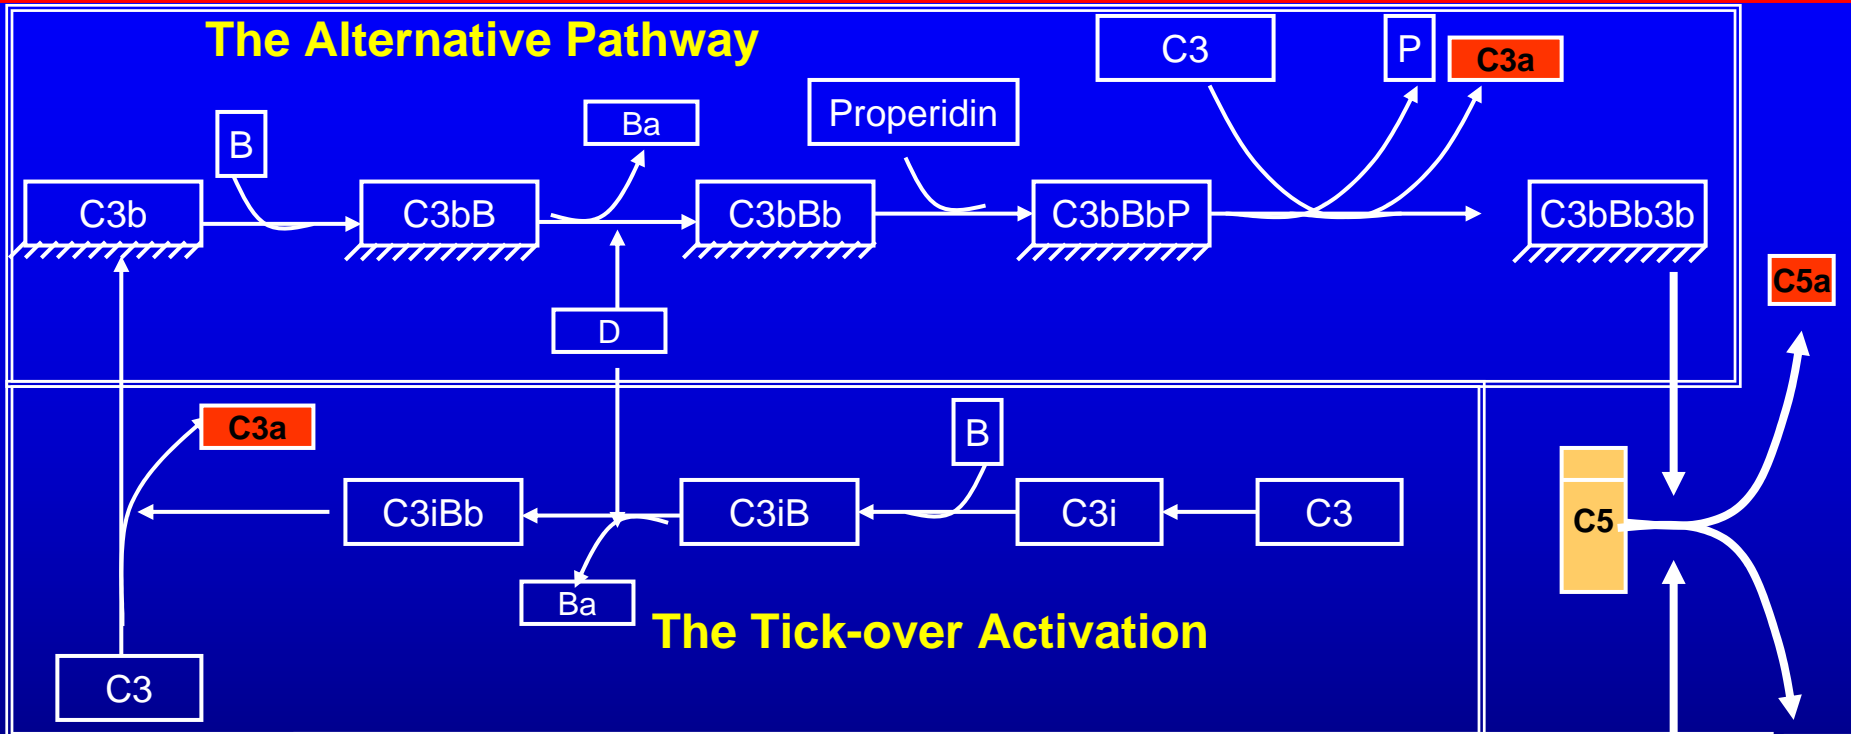 The Alternative Pathway
C3
P
C3a
B
Ba
Properidin
C3b
C3bB
C3bBb
C3bBbP
C3bBb3b
C5a
D
C3a
B
C3iBb
C3iB
C3i
C3
C5
Ba
The Tick-over Activation
C3